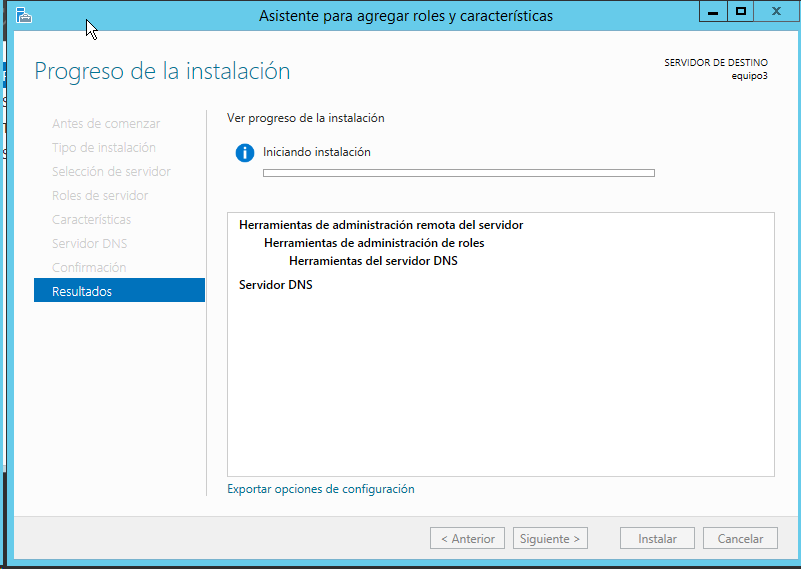 Asistente para agregar roles y características
Progreso de la instalación
SERVIDOR DE DESTINO
equipo3
Antes de comenzar
Tipo de instalación
Selección de servidor
Roles de servidor
Características
Servidor DNS
Confirmación
Resultados
Ver progreso de la instalación
Iniciando instalación
Herramientas de administración remota del servidor
Herramientas de administración de roles
Herramientas del servidor DNS
Servidor DNS
Exportar opciones de configuración
< Anterior
Siguiente >
Instalar
Cancelar